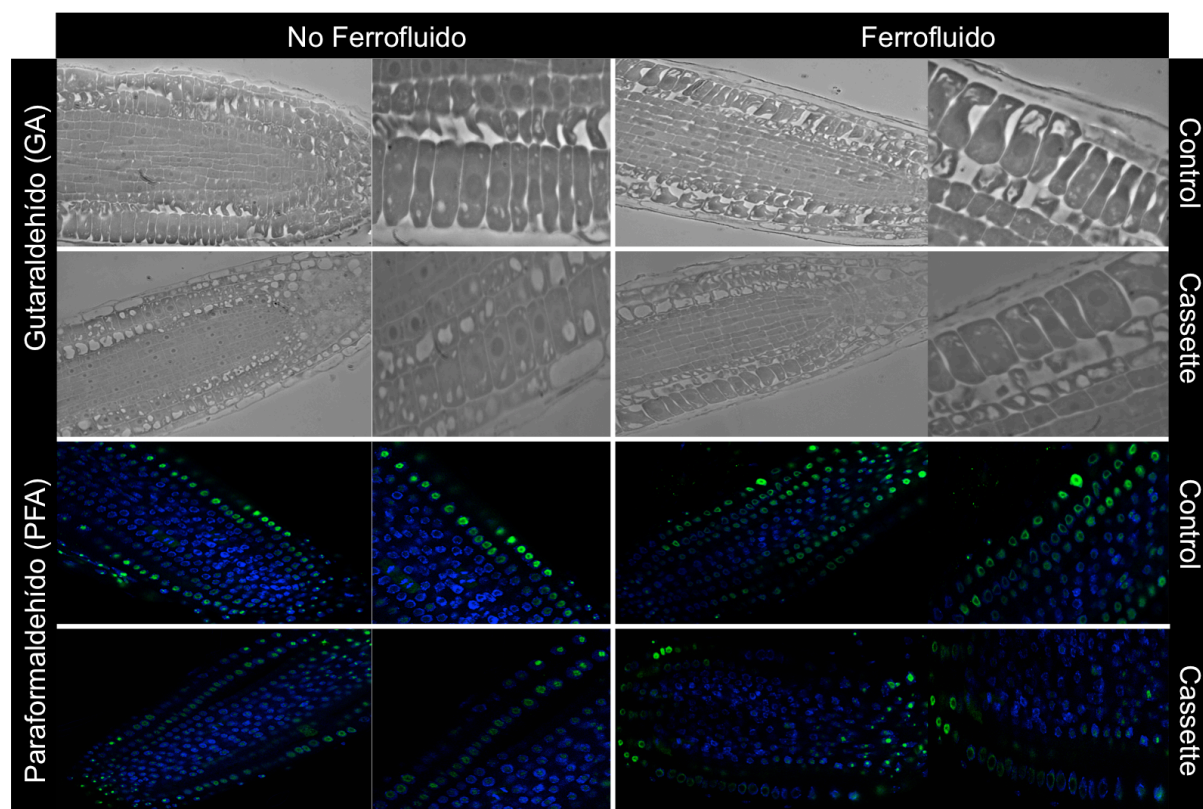 No Ferrofluido
Ferrofluido
Gutaraldehído (GA)
Control
Cassette
Paraformaldehído (PFA)
Control
Cassette